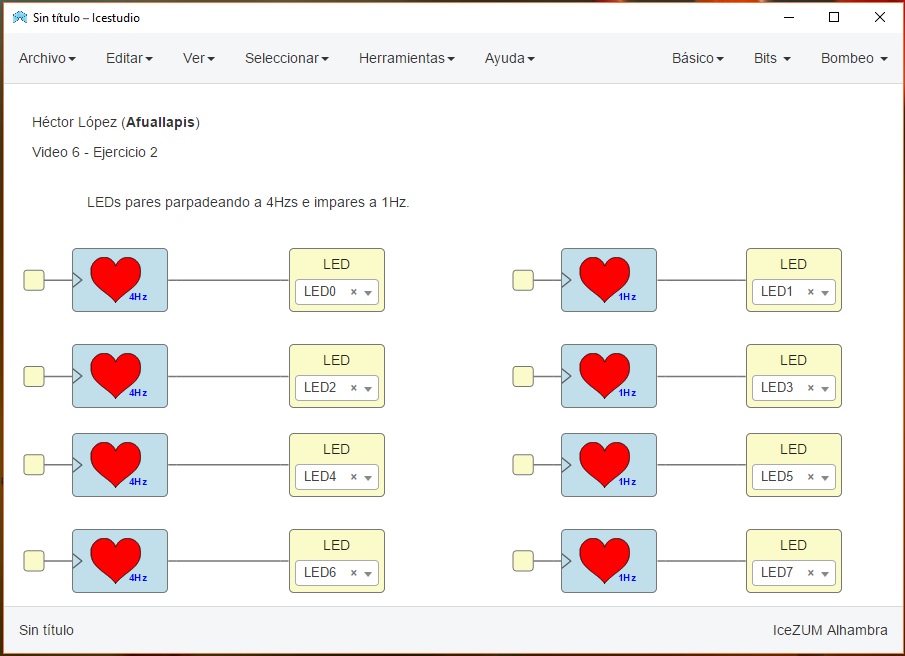 Sin título – Icestudio
Archivo Editar Ver Seleccionar Herramientas Ayuda Básico Bits Bombeo
Héctor López (Afuallapis)
Video 6 - Ejercicio 2
LEDs pares parpadeando a 4Hzs e impares a 1Hz.
LED LED
4Hz LED0 × 1Hz LED1 ×
LED LED
4Hz LED2 × 1Hz LED3 ×
LED LED
4Hz LED4 × 1Hz LED5 ×
LED LED
4Hz LED6 × 1Hz LED7 ×
Sin título IceZUM Alhambra